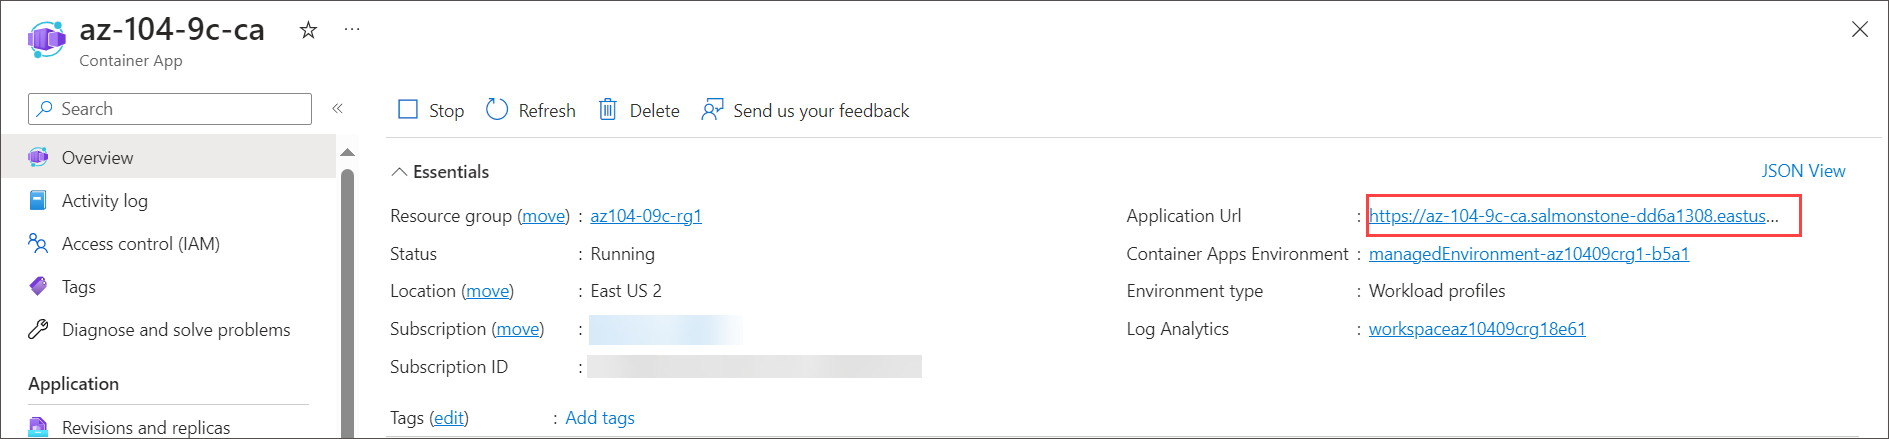 az-104-9c-ca
Container App
Search
Overview
Activity log
Access control (IAM)
Tags
Diagnose and solve problems
Application
Revisions and replicas
Stop Refresh Delete Send us your feedback
Essentials
JSON View
Resource group (move) : az104-09c-rg1
Status : Running
Location (move) : East US 2
Subscription (move) :
Subscription ID :
Tags (edit) : Add tags
Application Url : https://az-104-9c-ca.salmonstone-dd6a1308.eastus...
Container Apps Environment : managedEnvironment-az10409crg1-b5a1
Environment type : Workload profiles
Log Analytics : workspaceaz10409crg18e61